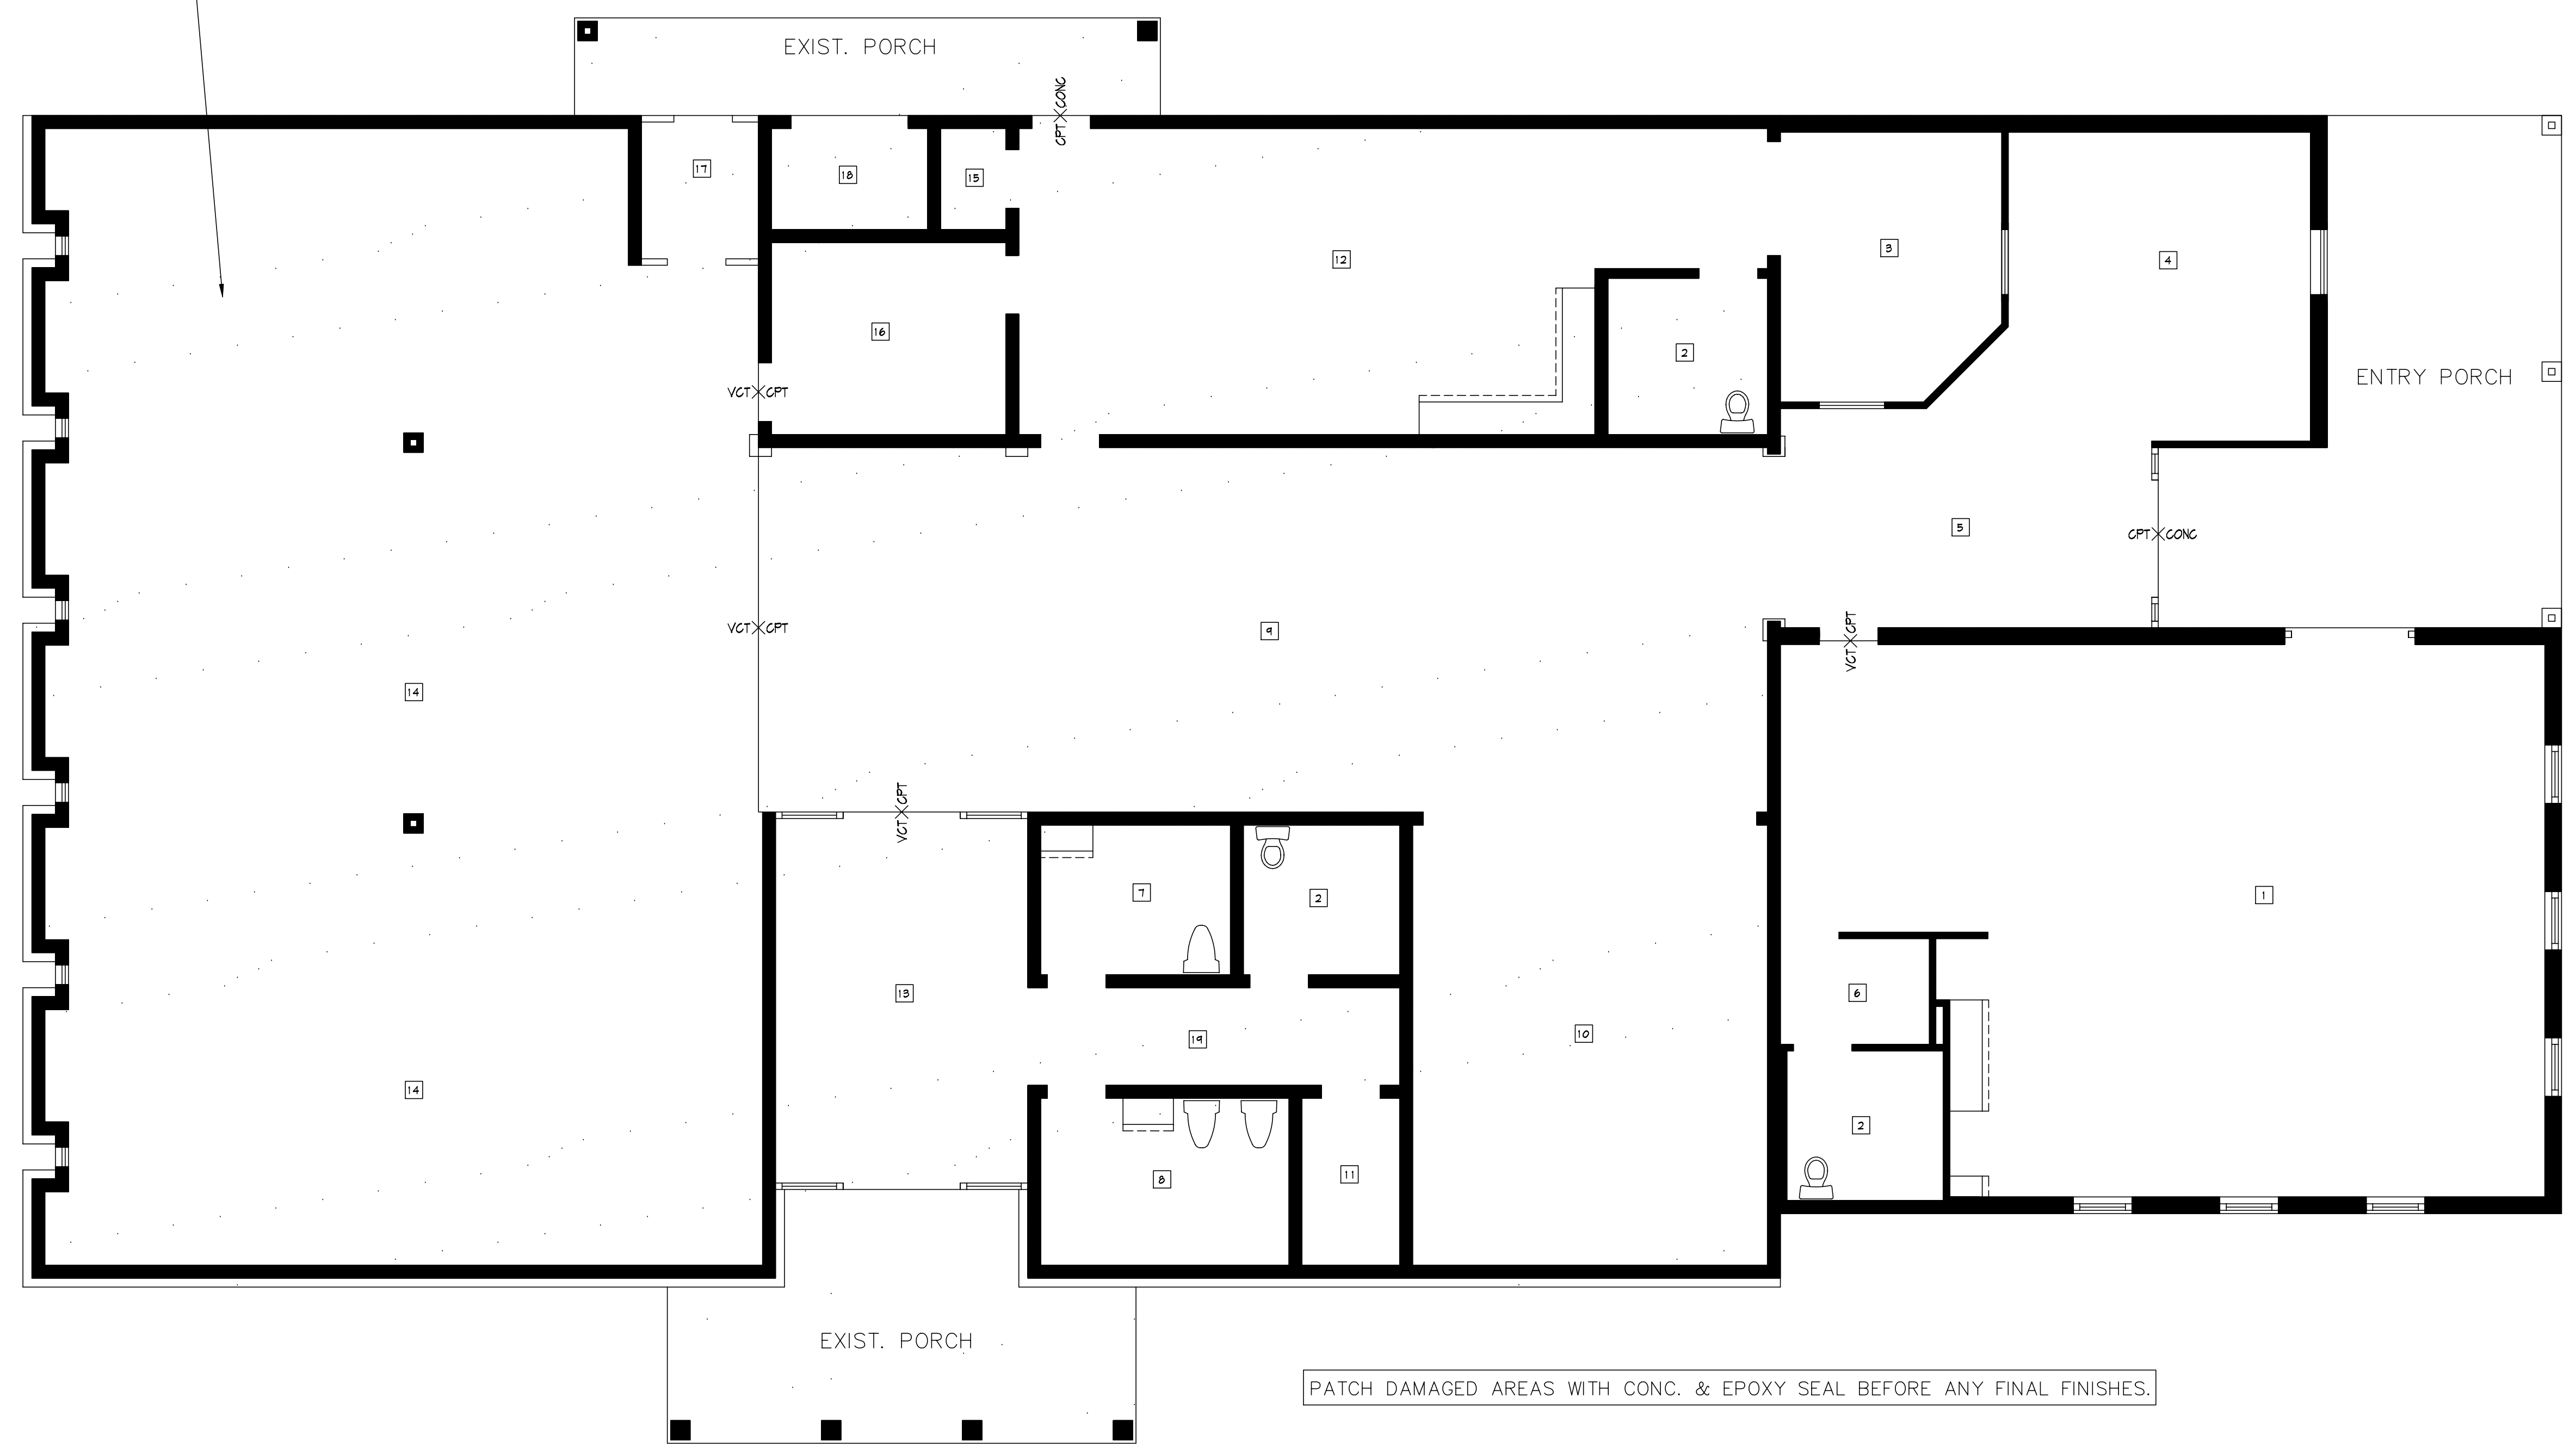 EXIST. PORCH
CPT CONC
17
18
15
3
12
4
16
2
ENTRY PORCH
VCT CPT
5
CPT CONC
VCT CPT
9
VCT CPT
14
VCT CPT
7
2
1
13
6
10
19
14
2
11
8
EXIST. PORCH
PATCH DAMAGED AREAS WITH CONC. & EPOXY SEAL BEFORE ANY FINAL FINISHES.